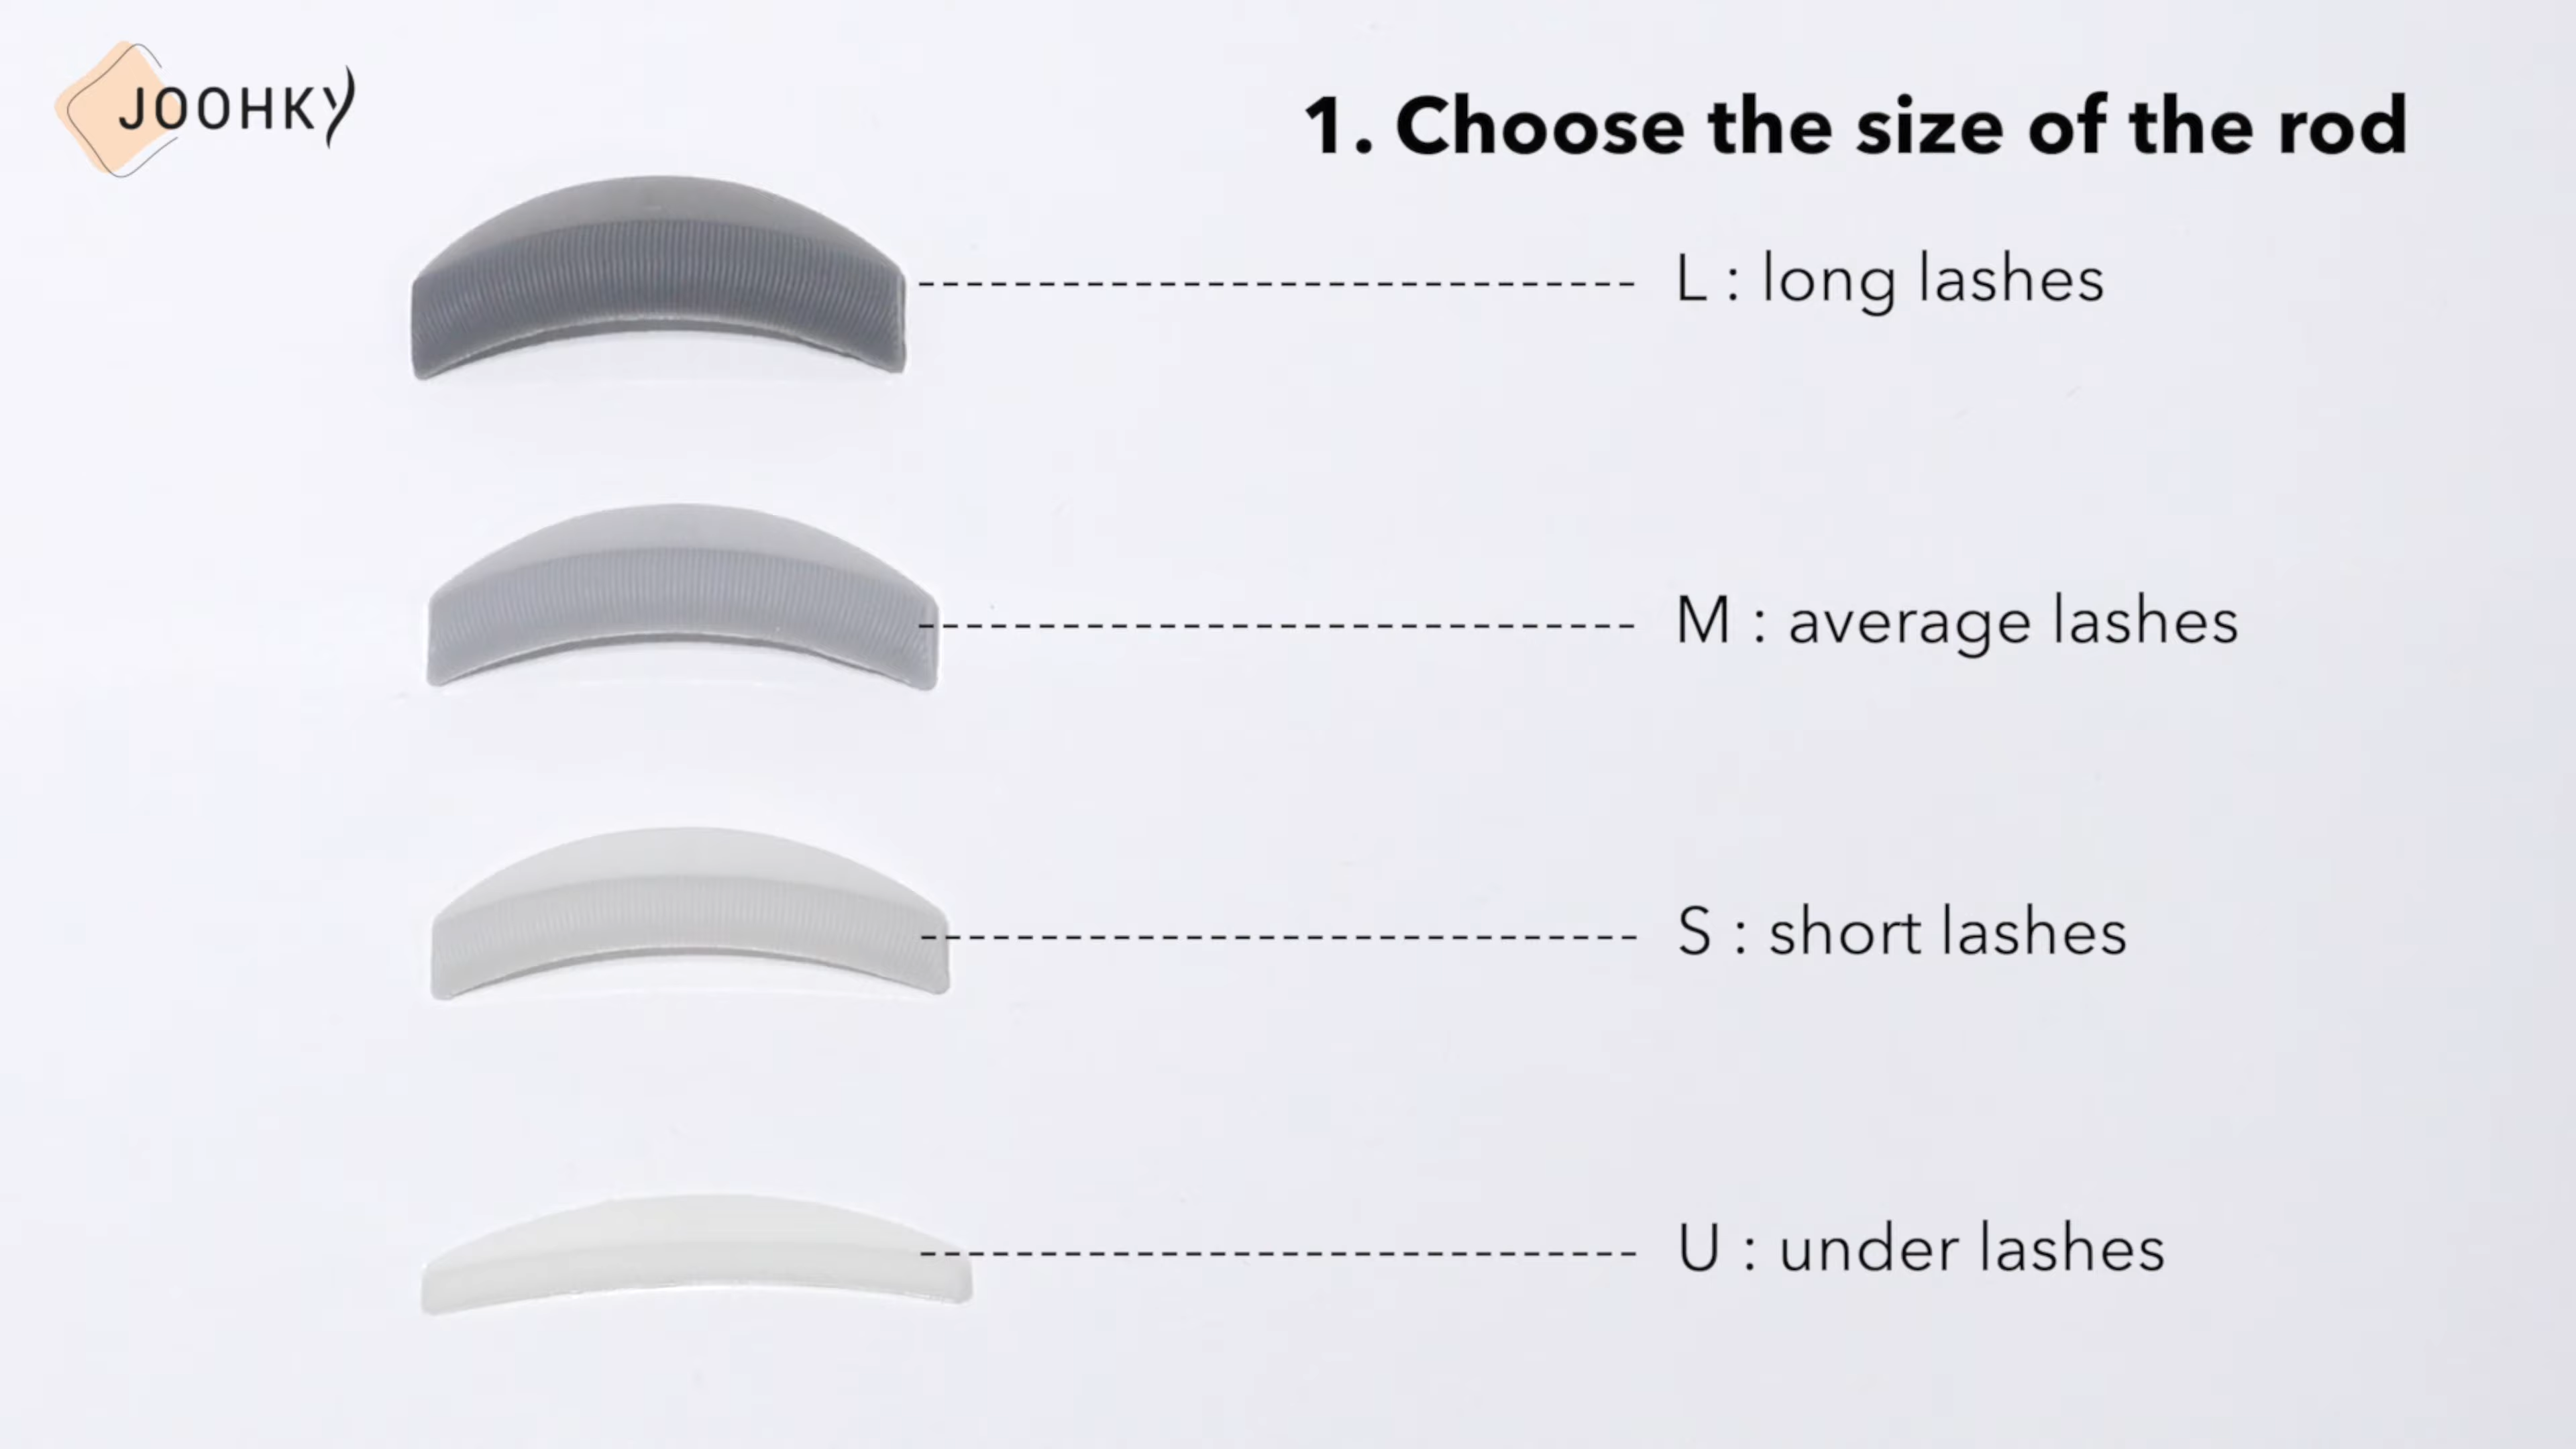 JOOHKY
1. Choose the size of the rod
L : long lashes
M : average lashes
S : short lashes
U : under lashes